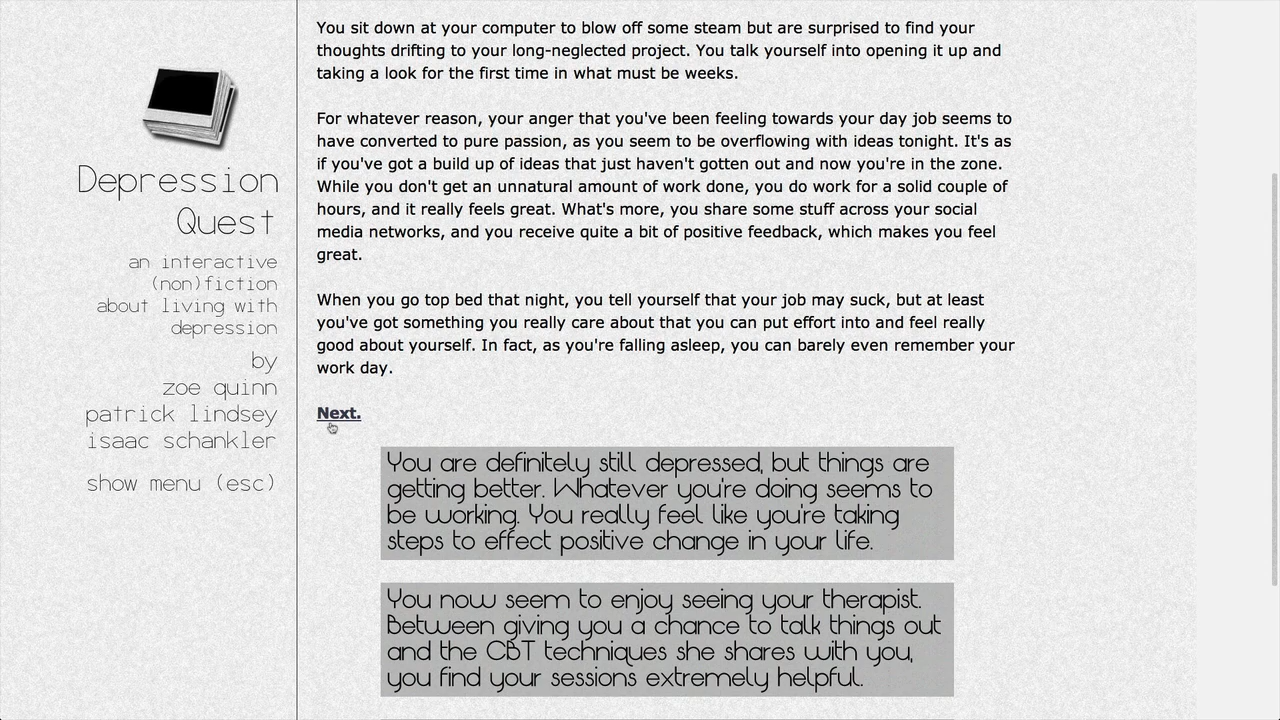 Depression
Quest
an interactive
(non)fiction
about living with
depression
by
zoe quinn
patrick lindsey
isaac schankler
show menu (esc)
You sit down at your computer to blow off some steam but are surprised to find your
thoughts drifting to your long-neglected project. You talk yourself into opening it up and
taking a look for the first time in what must be weeks.
For whatever reason, your anger that you've been feeling towards your day job seems to
have converted to pure passion, as you seem to be overflowing with ideas tonight. It's as
if you've got a build up of ideas that just haven't gotten out and now you're in the zone.
While you don't get an unnatural amount of work done, you do work for a solid couple of
hours, and it really feels great. What's more, you share some stuff across your social
media networks, and you receive quite a bit of positive feedback, which makes you feel
great.
When you go top bed that night, you tell yourself that your job may suck, but at least
you've got something you really care about that you can put effort into and feel really
good about yourself. In fact, as you're falling asleep, you can barely even remember your
work day.
Next.
You are definitely still depressed, but things are
getting better. Whatever you're doing seems to
be working. You really feel like you're taking
steps to effect positive change in your life.
You now seem to enjoy seeing your therapist.
Between giving you a chance to talk things out
and the CBT techniques she shares with you,
you find your sessions extremely helpful.